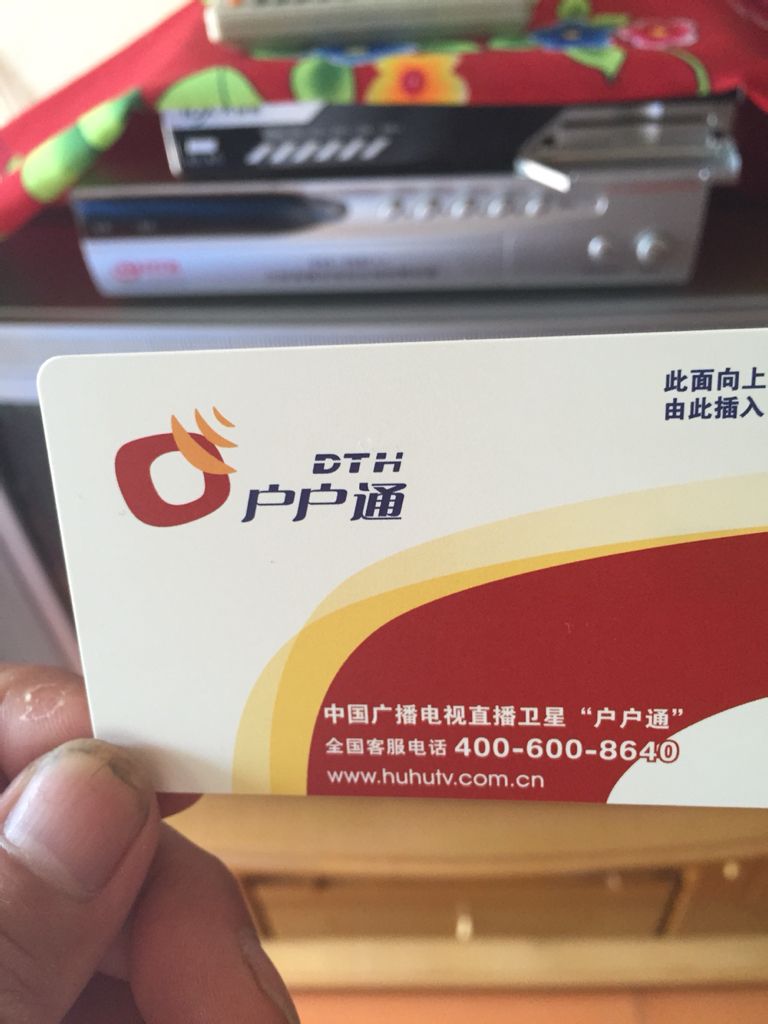 此面向上
由此插入
DTH
户户通
中国广播电视直播卫星“户户通”
全国客服电话 400-600-8640
www.huhutv.com.cn